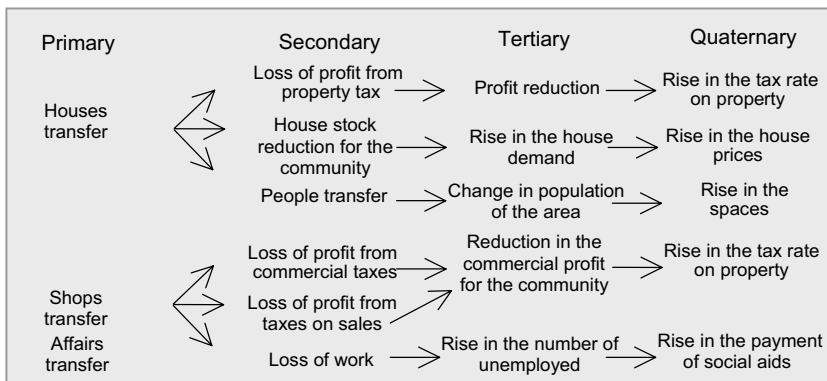 Primary
Secondary
Tertiary
Quaternary
Houses
transfer
Loss of profit from
property tax
Profit reduction
Rise in the tax rate
on property
House stock
reduction for the
community
Rise in the house
demand
Rise in the house
prices
People transfer
Change in population
of the area
Rise in the
spaces
Shops
transfer
Affairs
transfer
Loss of profit from
commercial taxes
Reduction in the
commercial profit
for the community
Rise in the tax rate
on property
Loss of profit from
taxes on sales
Loss of work
Rise in the number of
unemployed
Rise in the payment
of social aids